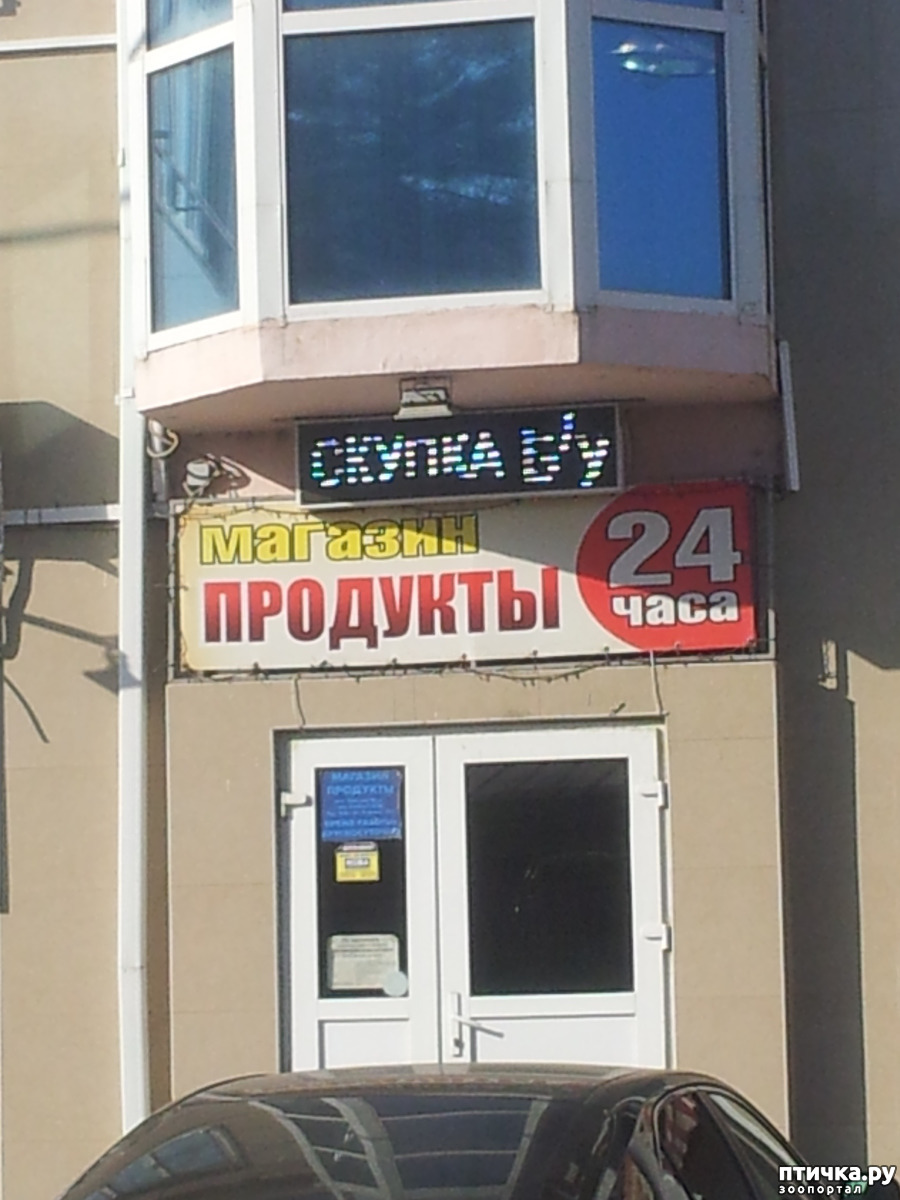 СКУПКА Б/у
магазин
ПРОДУКТЫ
24
часа
МАГАЗИН
ПРОДУКТЫ
птичка.ру
зоопортал